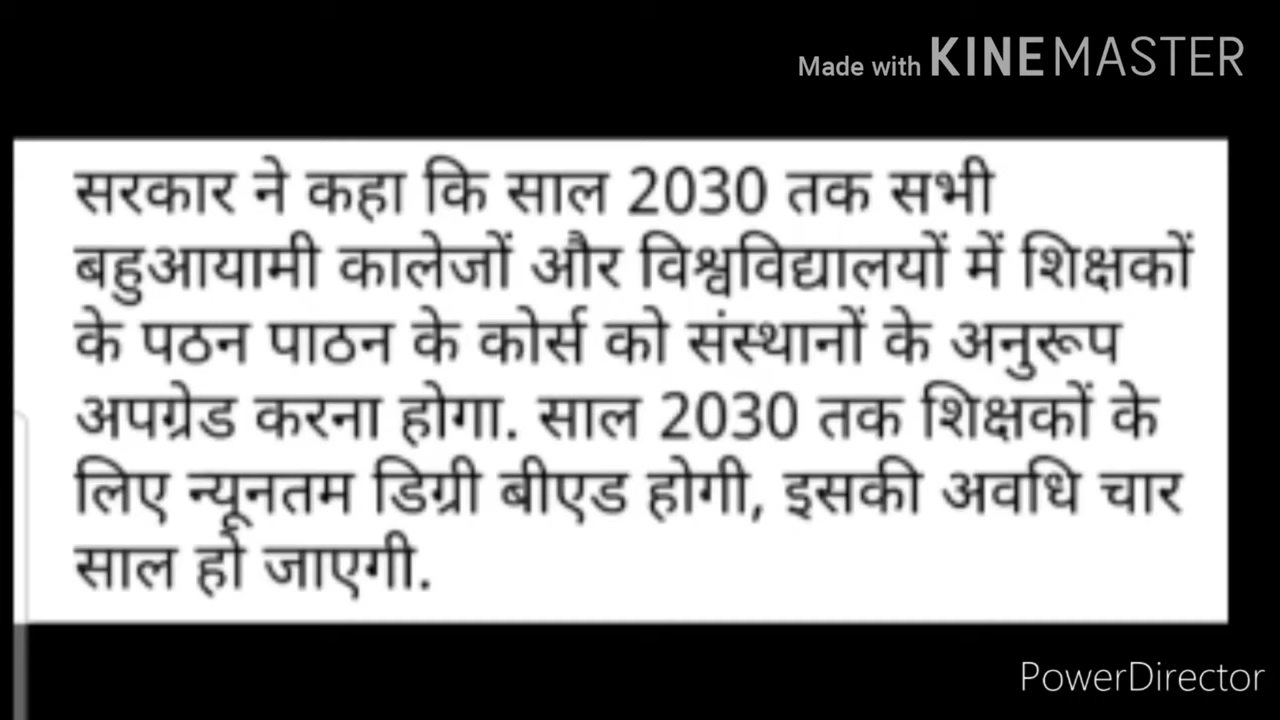 Made with KINEMASTER
सरकार ने कहा कि साल 2030 तक सभी
बहुआयामी कालेजों और विश्वविद्यालयों में शिक्षकों
के पठन पाठन के कोर्स को संस्थानों के अनुरूप
अपग्रेड करना होगा. साल 2030 तक शिक्षकों के
लिए न्यूनतम डिग्री बीएड होगी, इसकी अवधि चार
साल हो जाएगी.
PowerDirector